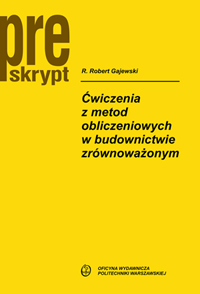 pre
skrypt
R. Robert Gajewski
Ćwiczenia
z metod
obliczeniowych
w budownictwie
zrównoważonym
OFICYNA WYDAWNICZA
POLITECHNIKI WARSZAWSKIEJ